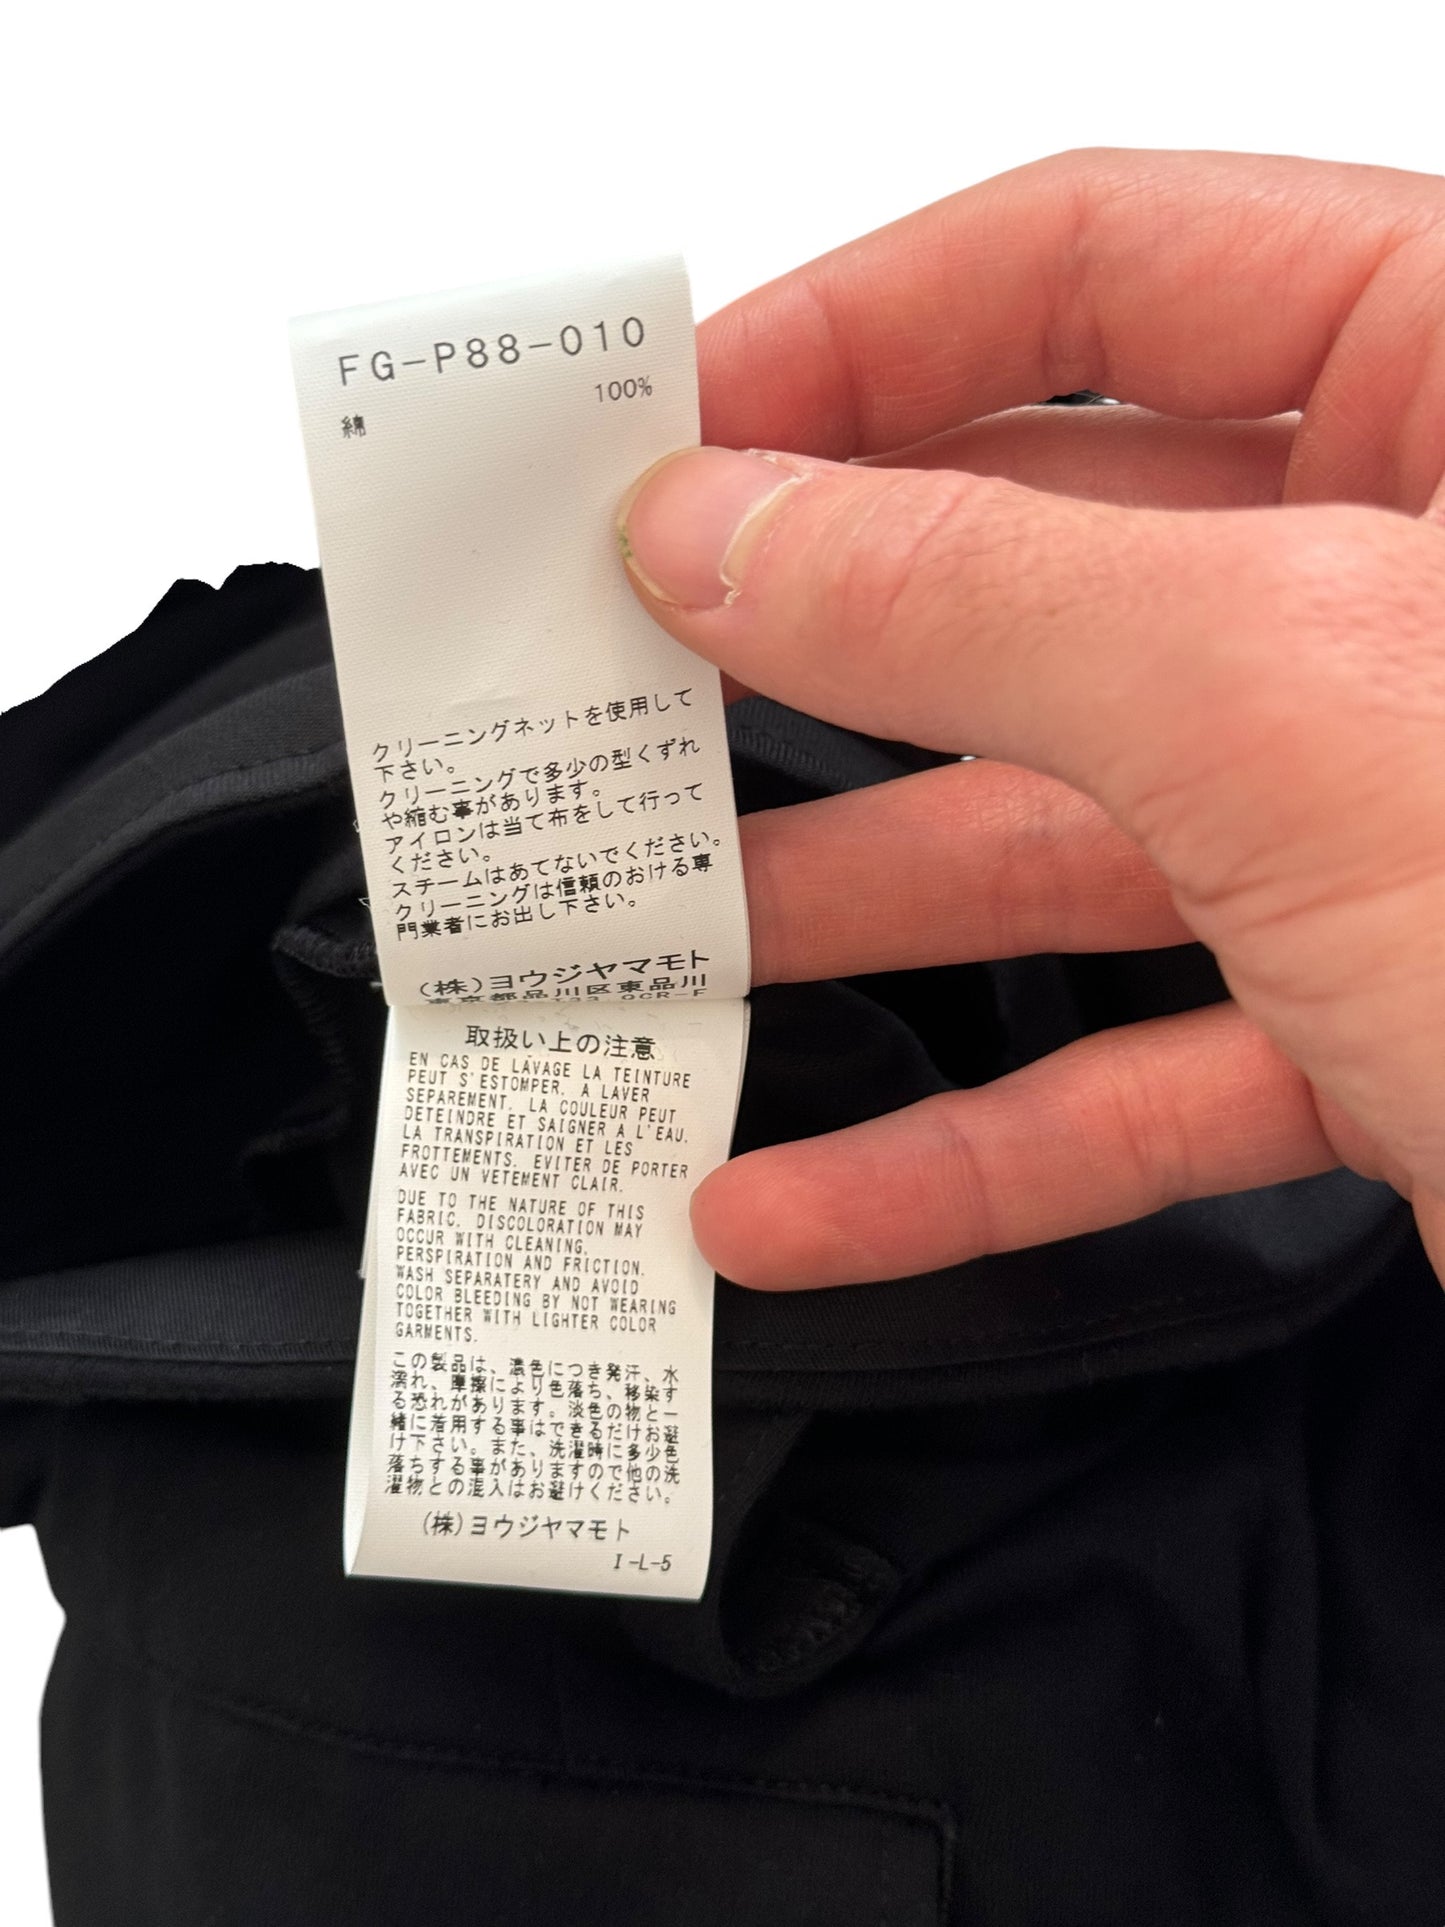 FG-P88-010
綿 100%
クリーニングネットを使用して
下さい。
クリーニングで多少の型くずれ
や縮む事があります。
アイロンは当て布をして行って
ください。
スチームはあてないでください。
クリーニングは信頼のおける専
門業者にお出し下さい。
(株)ヨウジヤマモト
東京都品川区東品川
取扱い上の注意
EN CAS DE LAVAGE LA TEINTURE
PEUT S'ESTOMPER. A LAVER
SEPAREMENT. LA COULEUR PEUT
DETEINDRE ET SAIGNER A L'EAU.
LA TRANSPIRATION ET LES
FROTTEMENTS. EVITER DE PORTER
AVEC UN VETEMENT CLAIR.
DUE TO THE NATURE OF THIS
FABRIC, DISCOLORATION MAY
OCCUR WITH CLEANING,
PERSPIRATION AND FRICTION.
WASH SEPARATERY AND AVOID
COLOR BLEEDING BY NOT WEARING
TOGETHER WITH LIGHTER COLOR
GARMENTS.
この製品は、濃色につき発汗、水
濡れ、摩擦により色落ち、移染す
る恐れがあります。淡色の物と一
緒に着用する事はできるだけお避
け下さい。また、洗濯時に多少色
落ちする事がありますので他の洗
濯物との混入はお避けください。
(株)ヨウジヤマモト
I-L-5